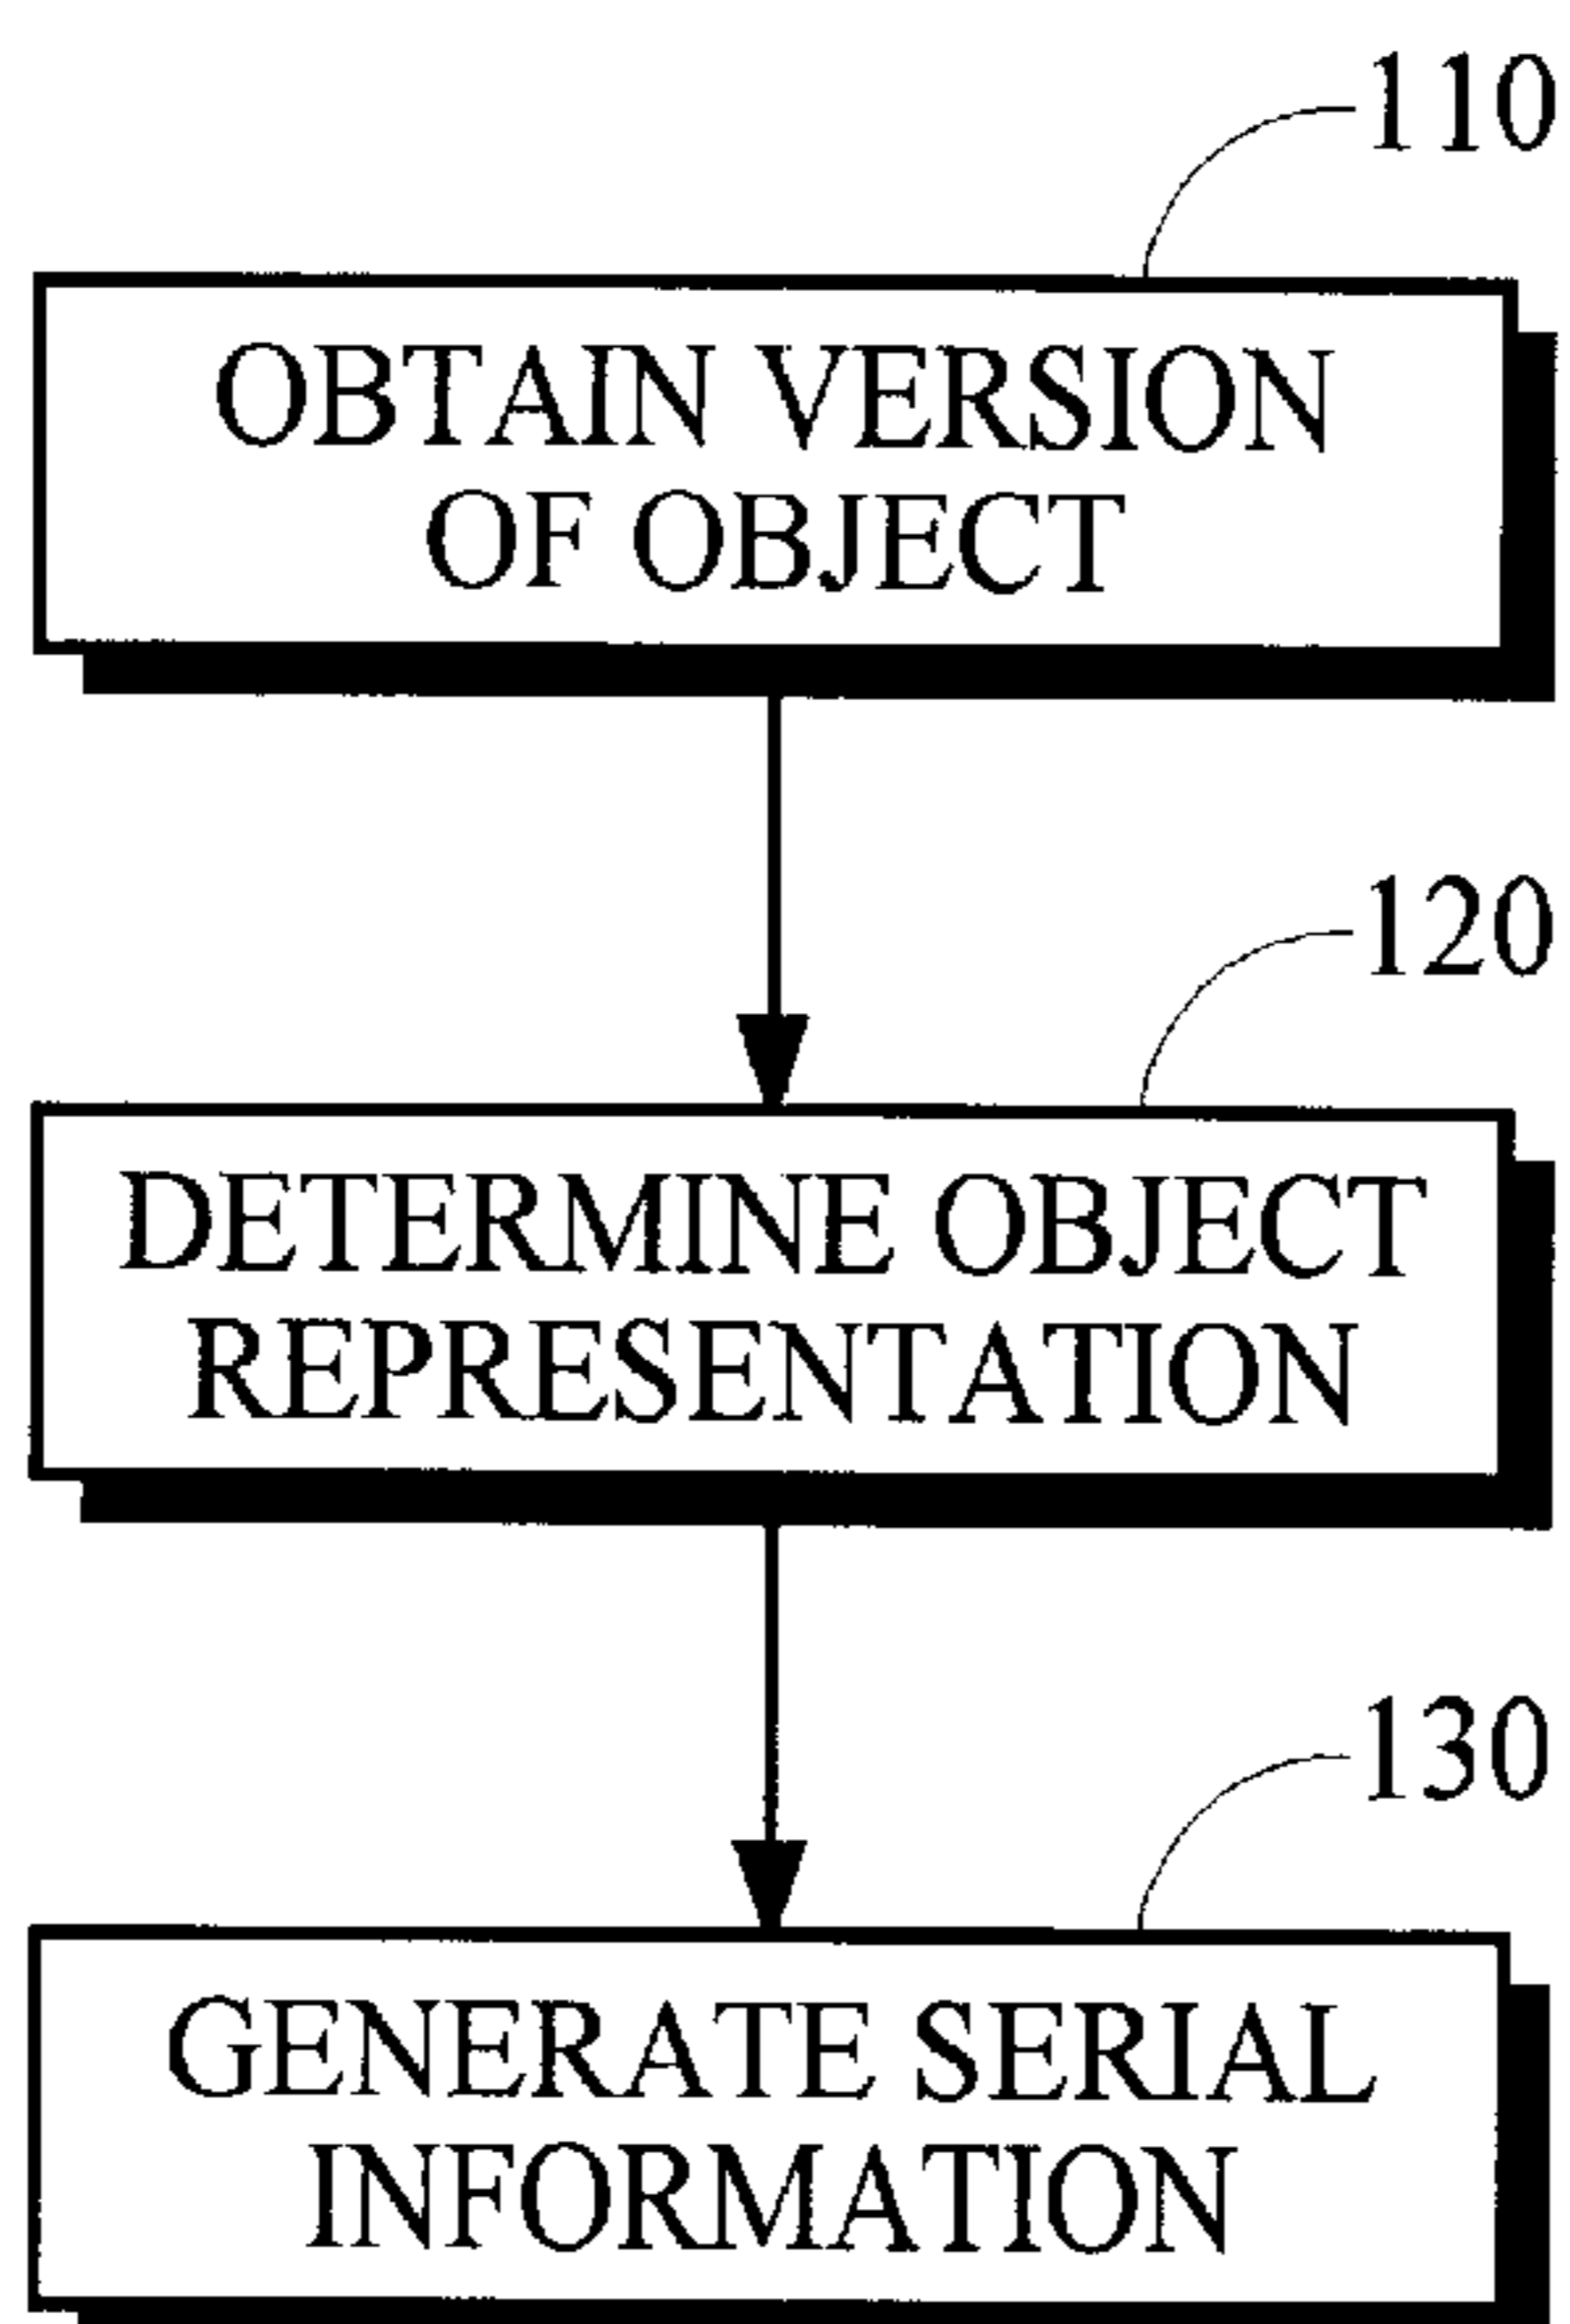 110
OBTAIN VERSION
OF OBJECT
120
DETERMINE OBJECT
REPRESENTATION
130
GENERATE SERIAL
INFORMATION